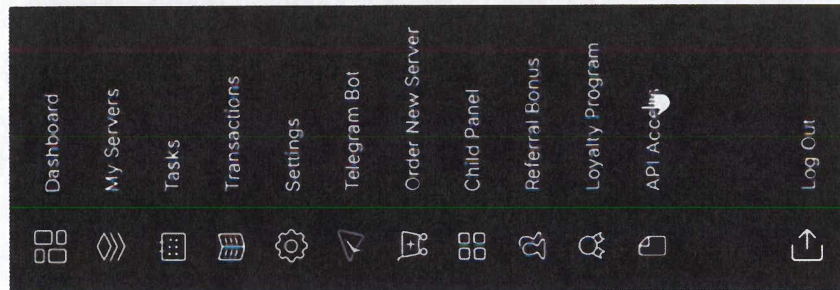 Dashboard
My Servers
Tasks
Transactions
Settings
Telegram Bot
Order New Server
Child Panel
Referral Bonus
Loyalty Program
API Access
Log Out